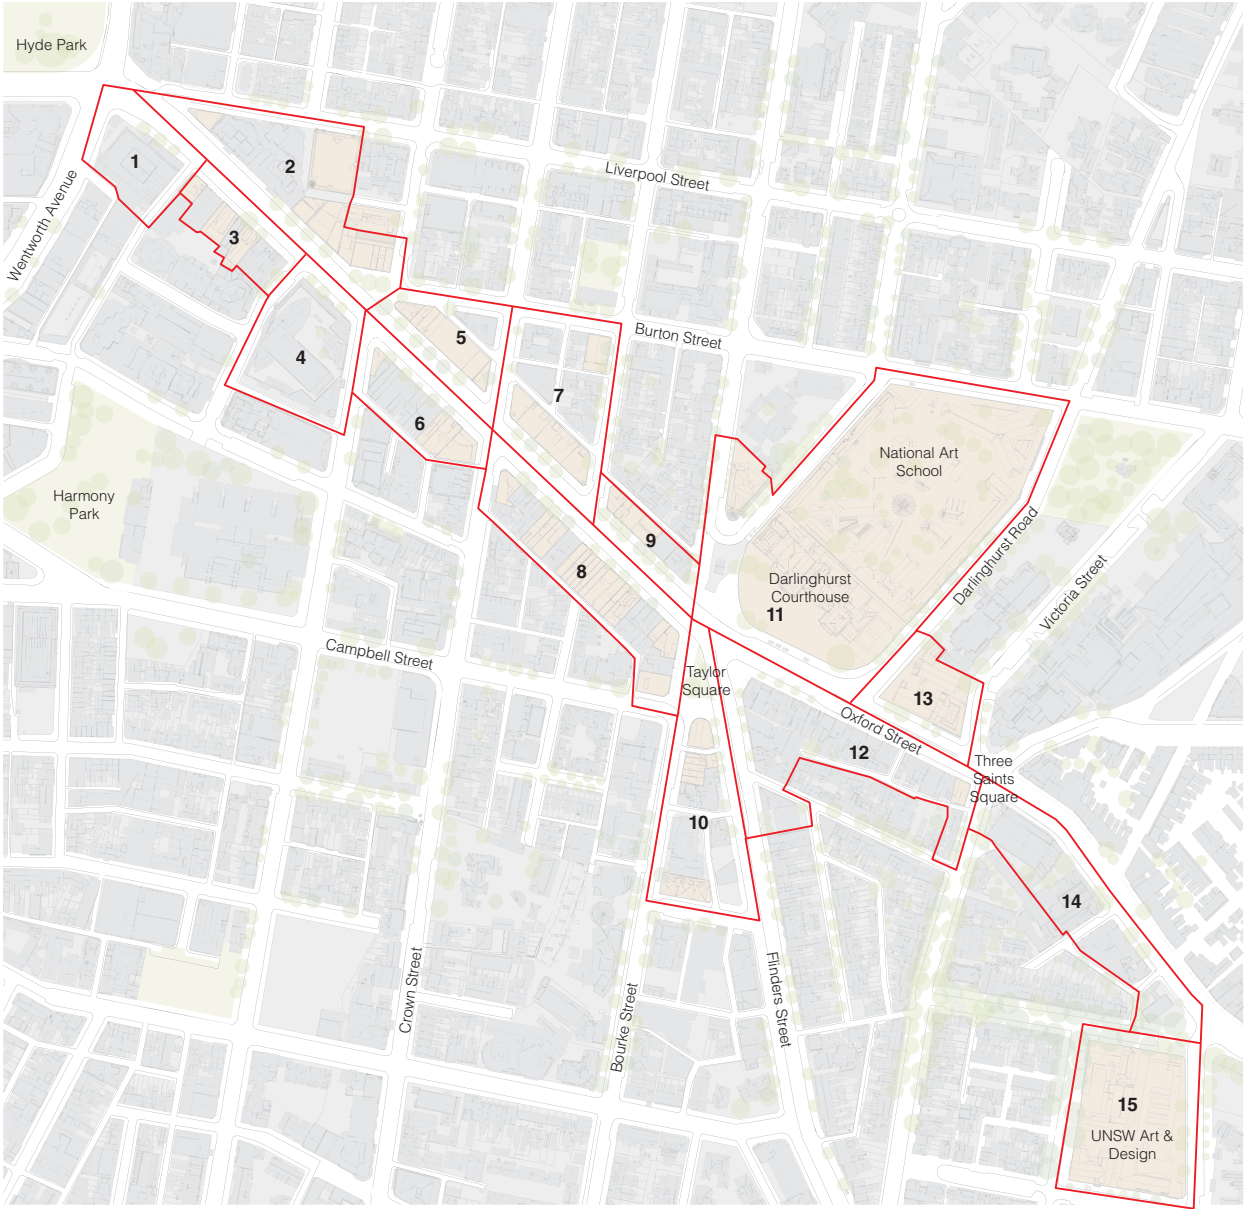 Hyde Park
1
2
Liverpool Street
Wentworth Avenue
3
Burton Street
5
4
7
6
National Art
School
Harmony
Park
Darlinghurst Road
9
8
Darlinghurst
Courthouse
Victoria Street
11
Campbell Street
Taylor
Square
13
Oxford Street
12
Three
Saints
Square
10
14
Crown Street
Bourke Street
Flinders Street
15
UNSW Art &
Design